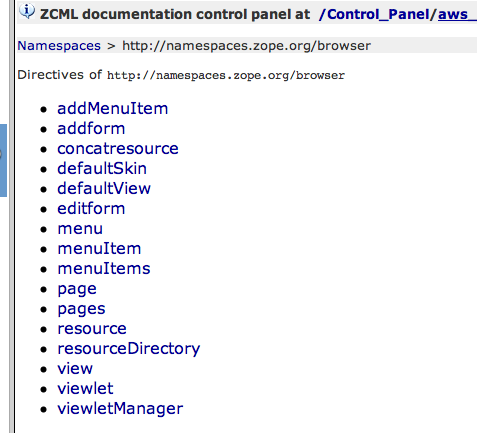 ZCML documentation control panel at /Control_Panel/aws_
Namespaces > http://namespaces.zope.org/browser
Directives of http://namespaces.zope.org/browser
addMenuItem
addform
concatresource
defaultSkin
defaultView
editform
menu
menuItem
menuItems
page
pages
resource
resourceDirectory
view
viewlet
viewletManager